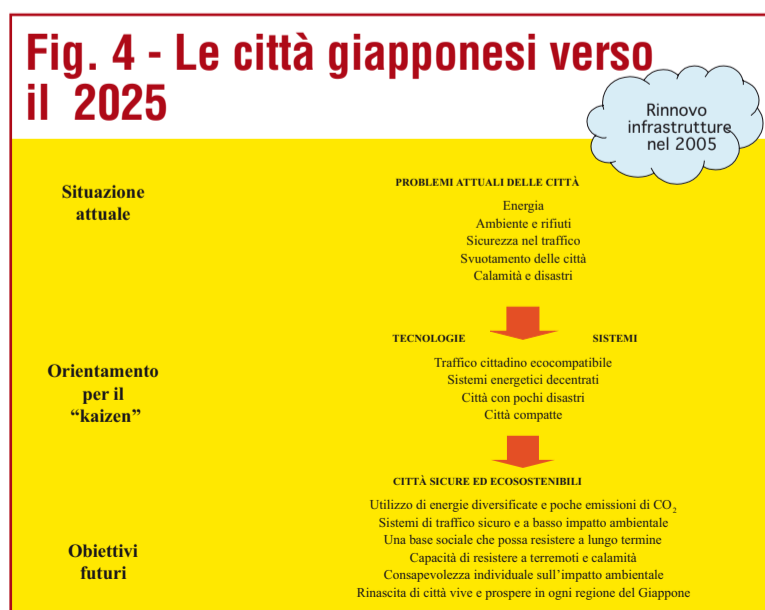 Fig. 4 - Le città giapponesi verso
il 2025
Rinnovo
infrastrutture
nel 2005
Situazione
attuale
PROBLEMI ATTUALI DELLE CITTÀ
Energia
Ambiente e rifiuti
Sicurezza nel traffico
Svuotamento delle città
Calamità e disastri
TECNOLOGIE SISTEMI
Orientamento
per il
“kaizen”
Traffico cittadino ecocompatibile
Sistemi energetici decentrati
Città con pochi disastri
Città compatte
CITTÀ SICURE ED ECOSOSTENIBILI
Obiettivi
futuri
Utilizzo di energie diversificate e poche emissioni di CO₂
Sistemi di traffico sicuro e a basso impatto ambientale
Una base sociale che possa resistere a lungo termine
Capacità di resistere a terremoti e calamità
Consapevolezza individuale sull’impatto ambientale
Rinascita di città vive e prospere in ogni regione del Giappone